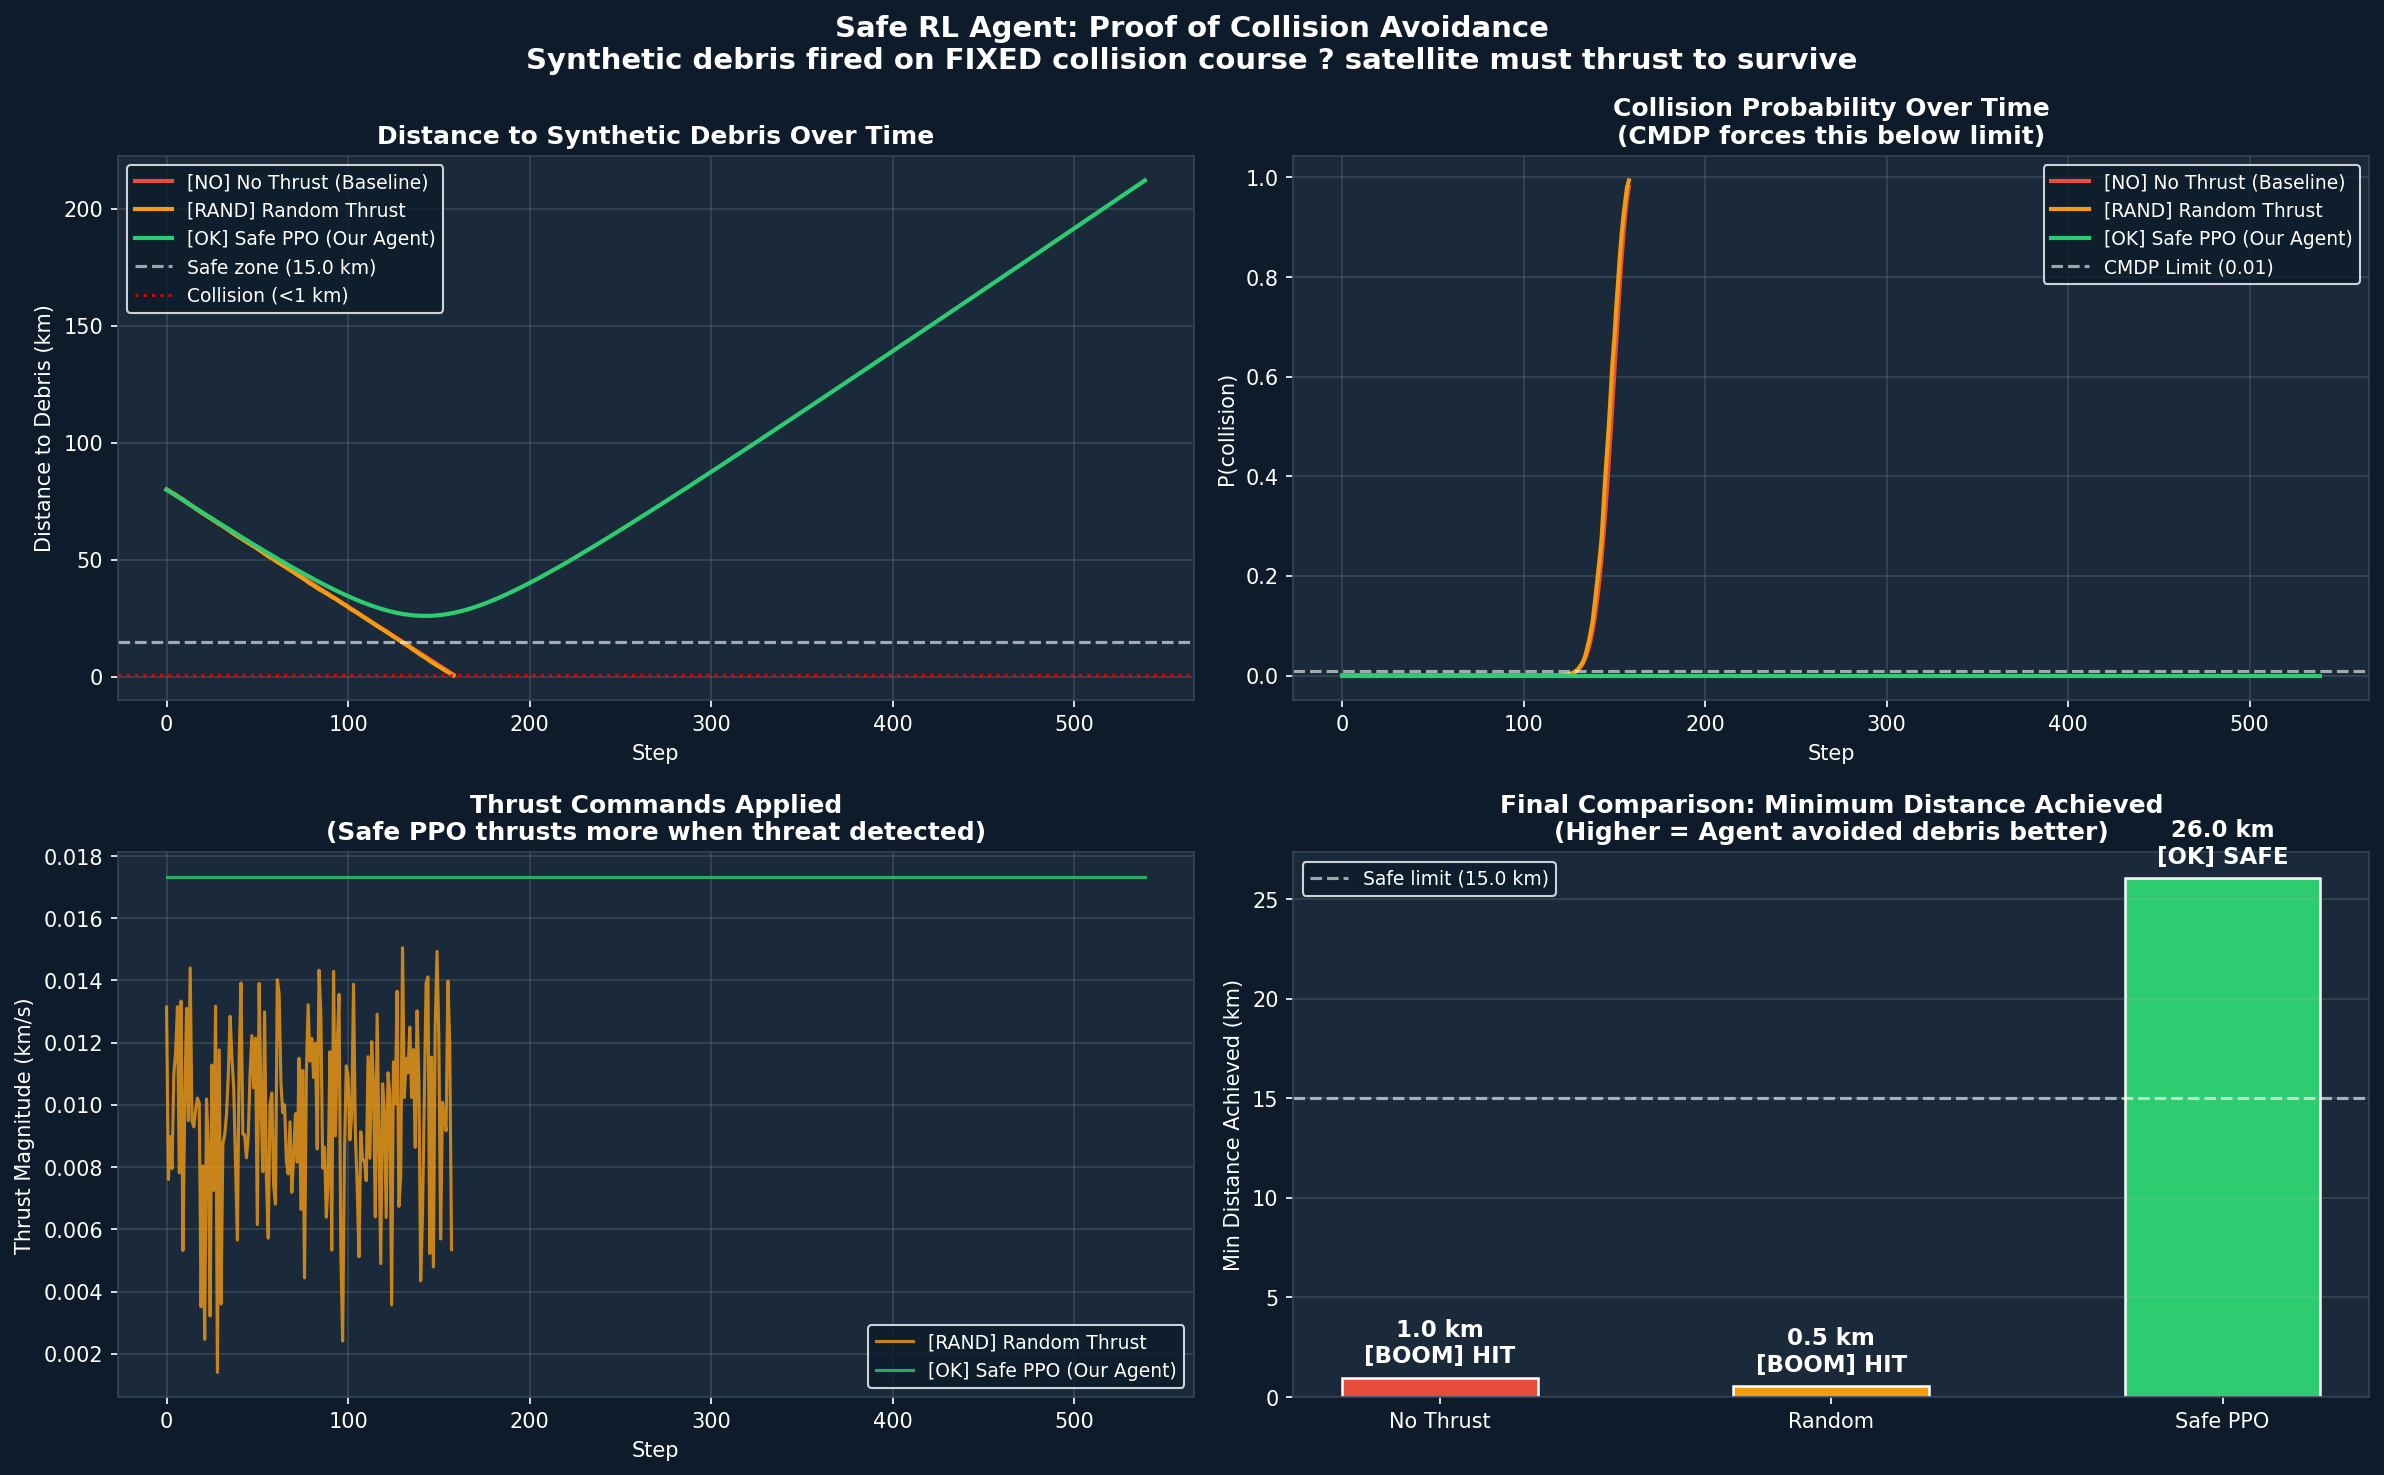 Safe RL Agent: Proof of Collision Avoidance
Synthetic debris fired on FIXED collision course ? satellite must thrust to survive
Distance to Synthetic Debris Over Time
[NO] No Thrust (Baseline)
[RAND] Random Thrust
[OK] Safe PPO (Our Agent)
Safe zone (15.0 km)
Collision (<1 km)
Distance to Debris (km)
200
150
100
50
0
0
100
200
300
400
500
Step
Collision Probability Over Time
(CMDP forces this below limit)
[NO] No Thrust (Baseline)
[RAND] Random Thrust
[OK] Safe PPO (Our Agent)
CMDP Limit (0.01)
P(collision)
1.0
0.8
0.6
0.4
0.2
0.0
0
100
200
300
400
500
Step
Thrust Commands Applied
(Safe PPO thrusts more when threat detected)
Thrust Magnitude (km/s)
0.018
0.016
0.014
0.012
0.010
0.008
0.006
0.004
0.002
[RAND] Random Thrust
[OK] Safe PPO (Our Agent)
0
100
200
300
400
500
Step
Final Comparison: Minimum Distance Achieved
(Higher = Agent avoided debris better)
Safe limit (15.0 km)
Min Distance Achieved (km)
25
20
15
10
5
0
1.0 km
[BOOM] HIT
0.5 km
[BOOM] HIT
26.0 km
[OK] SAFE
No Thrust
Random
Safe PPO